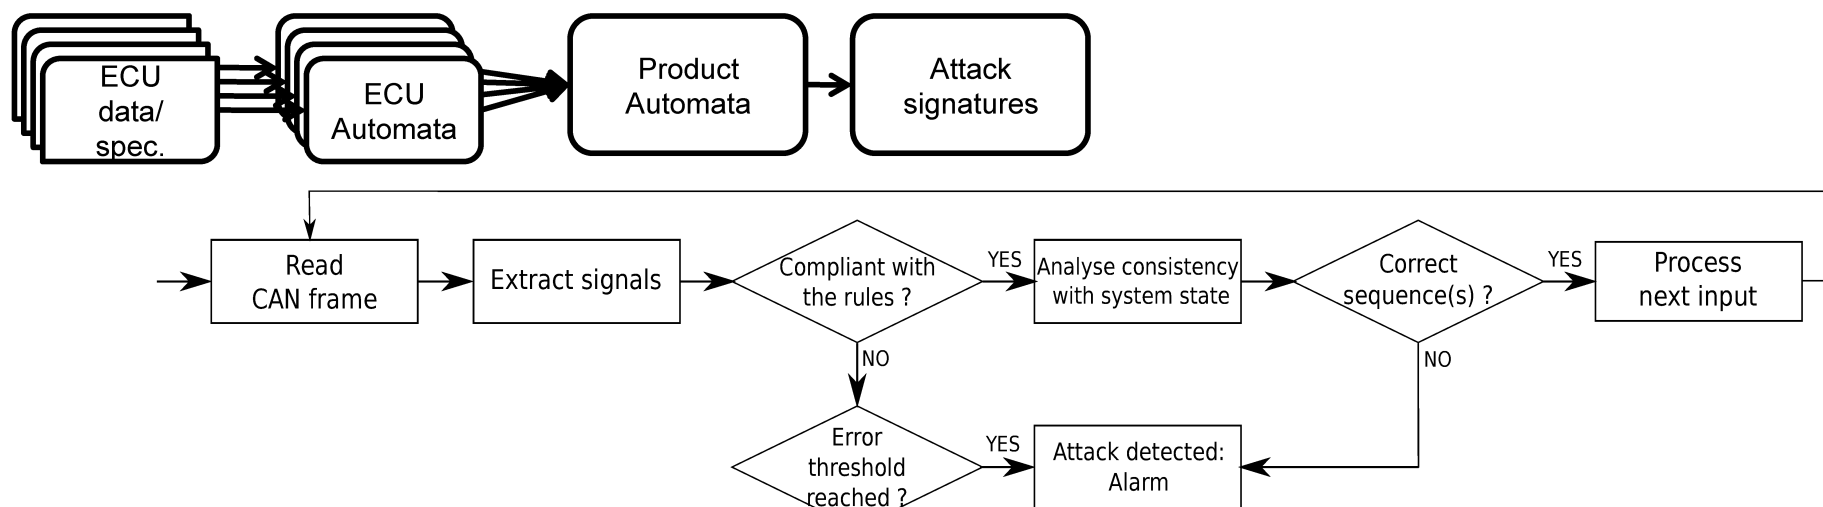 ECU
data/
spec.
ECU
Automata
Product
Automata
Attack
signatures
Read
CAN frame
Extract signals
Compliant with
the rules ?
YES
Analyse consistency
with system state
Correct
sequence(s) ?
YES
Process
next input
NO
NO
Error
threshold
reached ?
YES
Attack detected:
Alarm